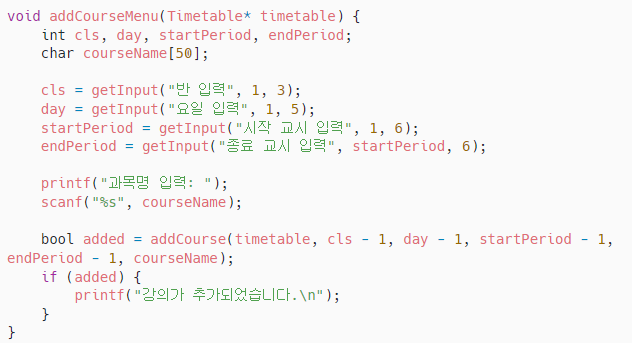 void addCourseMenu(Timetable* timetable) {
    int cls, day, startPeriod, endPeriod;
    char courseName[50];

    cls = getInput("반 입력", 1, 3);
    day = getInput("요일 입력", 1, 5);
    startPeriod = getInput("시작 교시 입력", 1, 6);
    endPeriod = getInput("종료 교시 입력", startPeriod, 6);

    printf("과목명 입력: ");
    scanf("%s", courseName);

    bool added = addCourse(timetable, cls - 1, day - 1, startPeriod - 1,
endPeriod - 1, courseName);
    if (added) {
        printf("강의가 추가되었습니다.\n");
    }
}